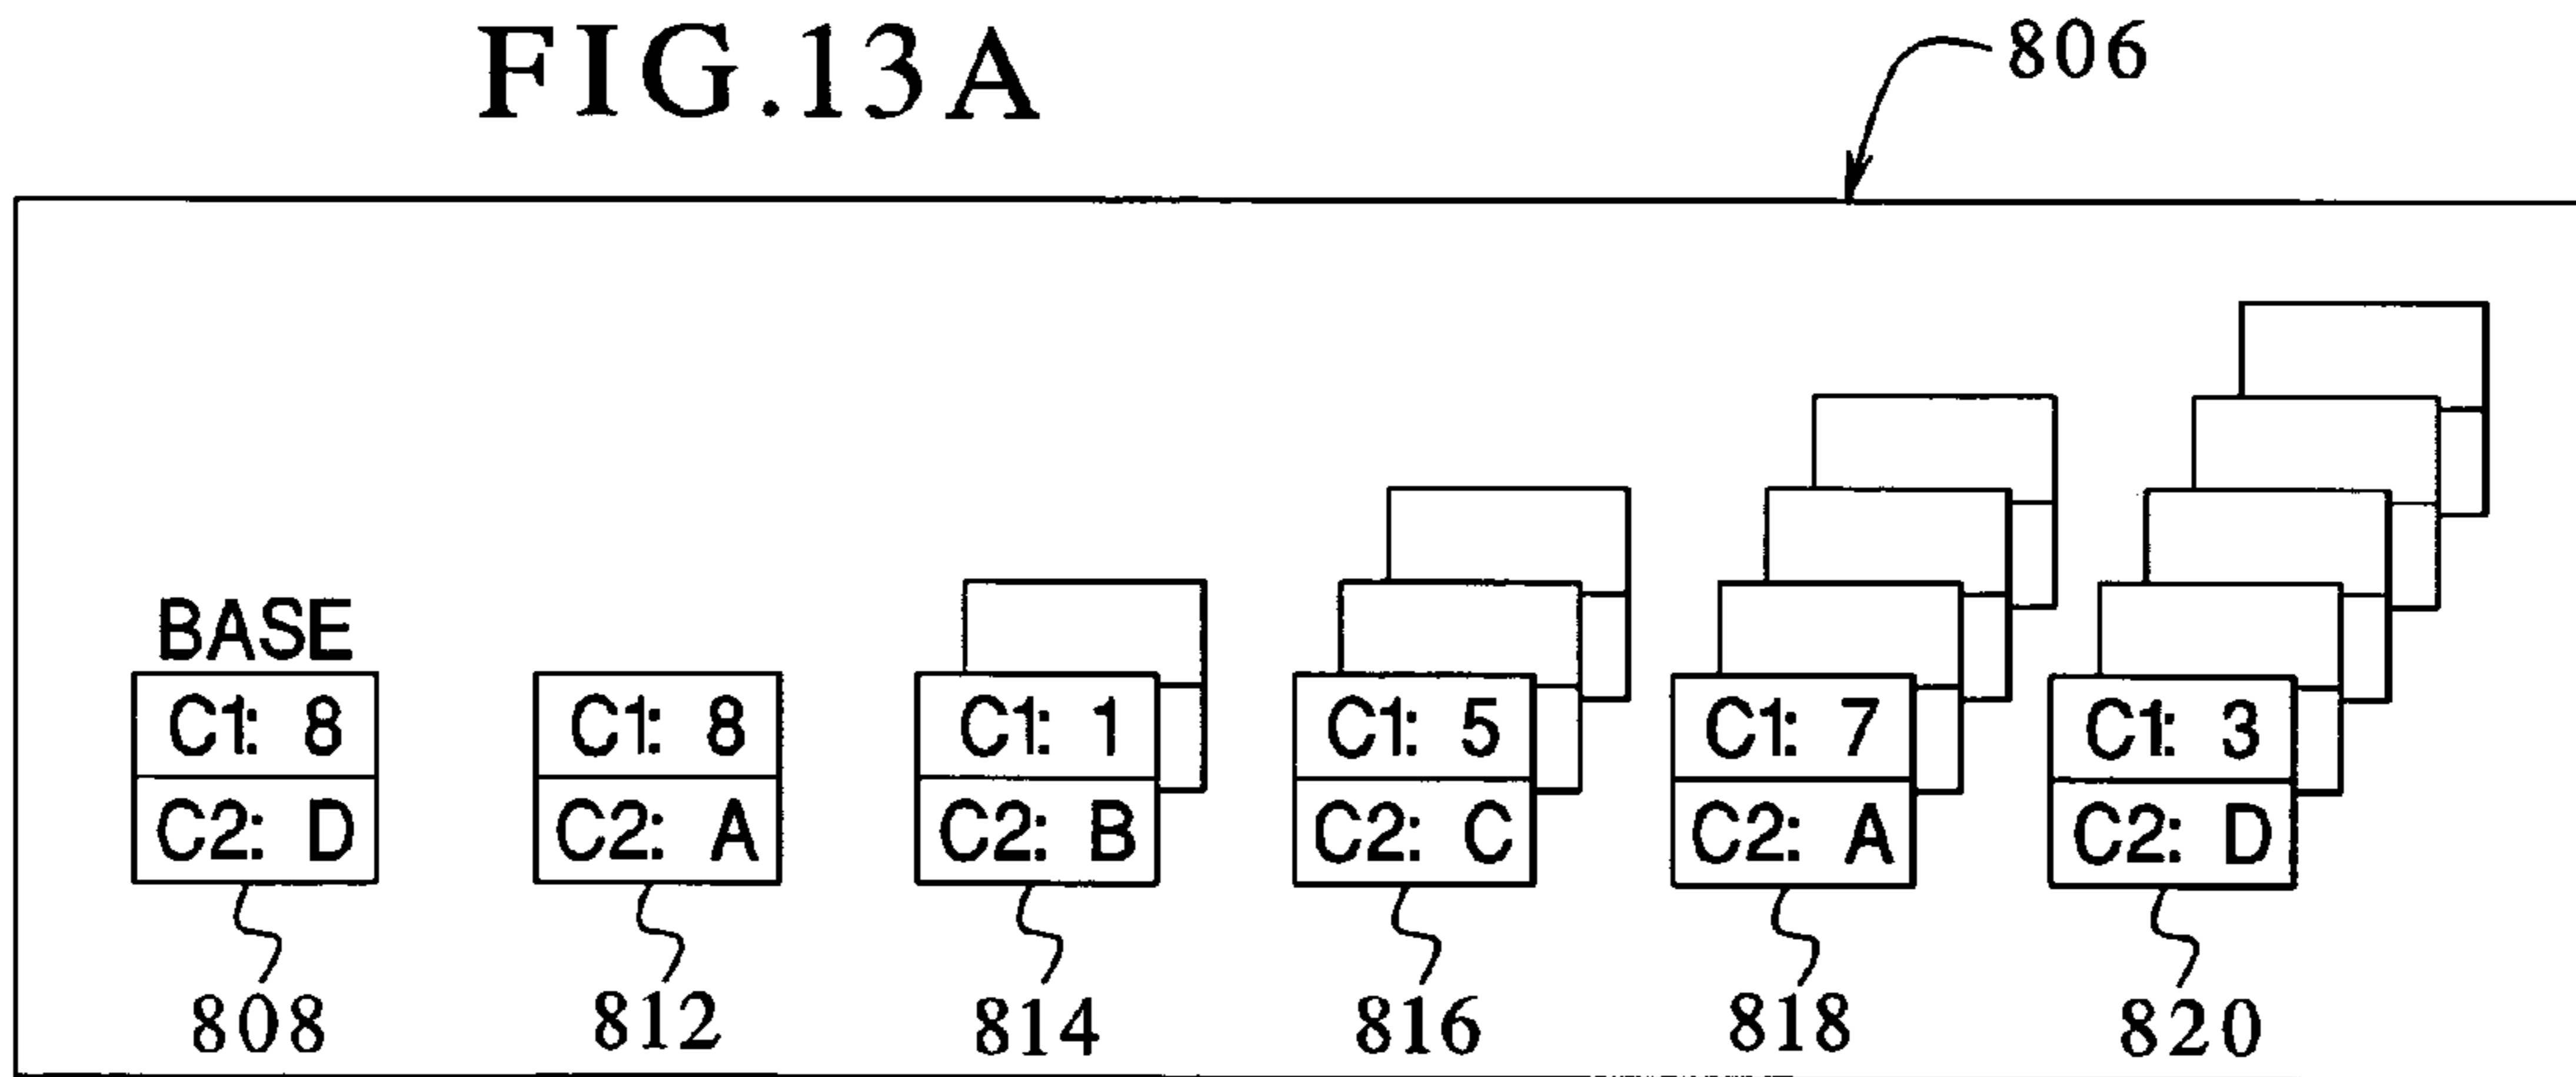 FIG.13A
806
BASE
C1: 8 C1: 8 C1: 1 C1: 5 C1: 7 C1: 3
C2: D C2: A C2: B C2: C C2: A C2: D
808 812 814 816 818 820